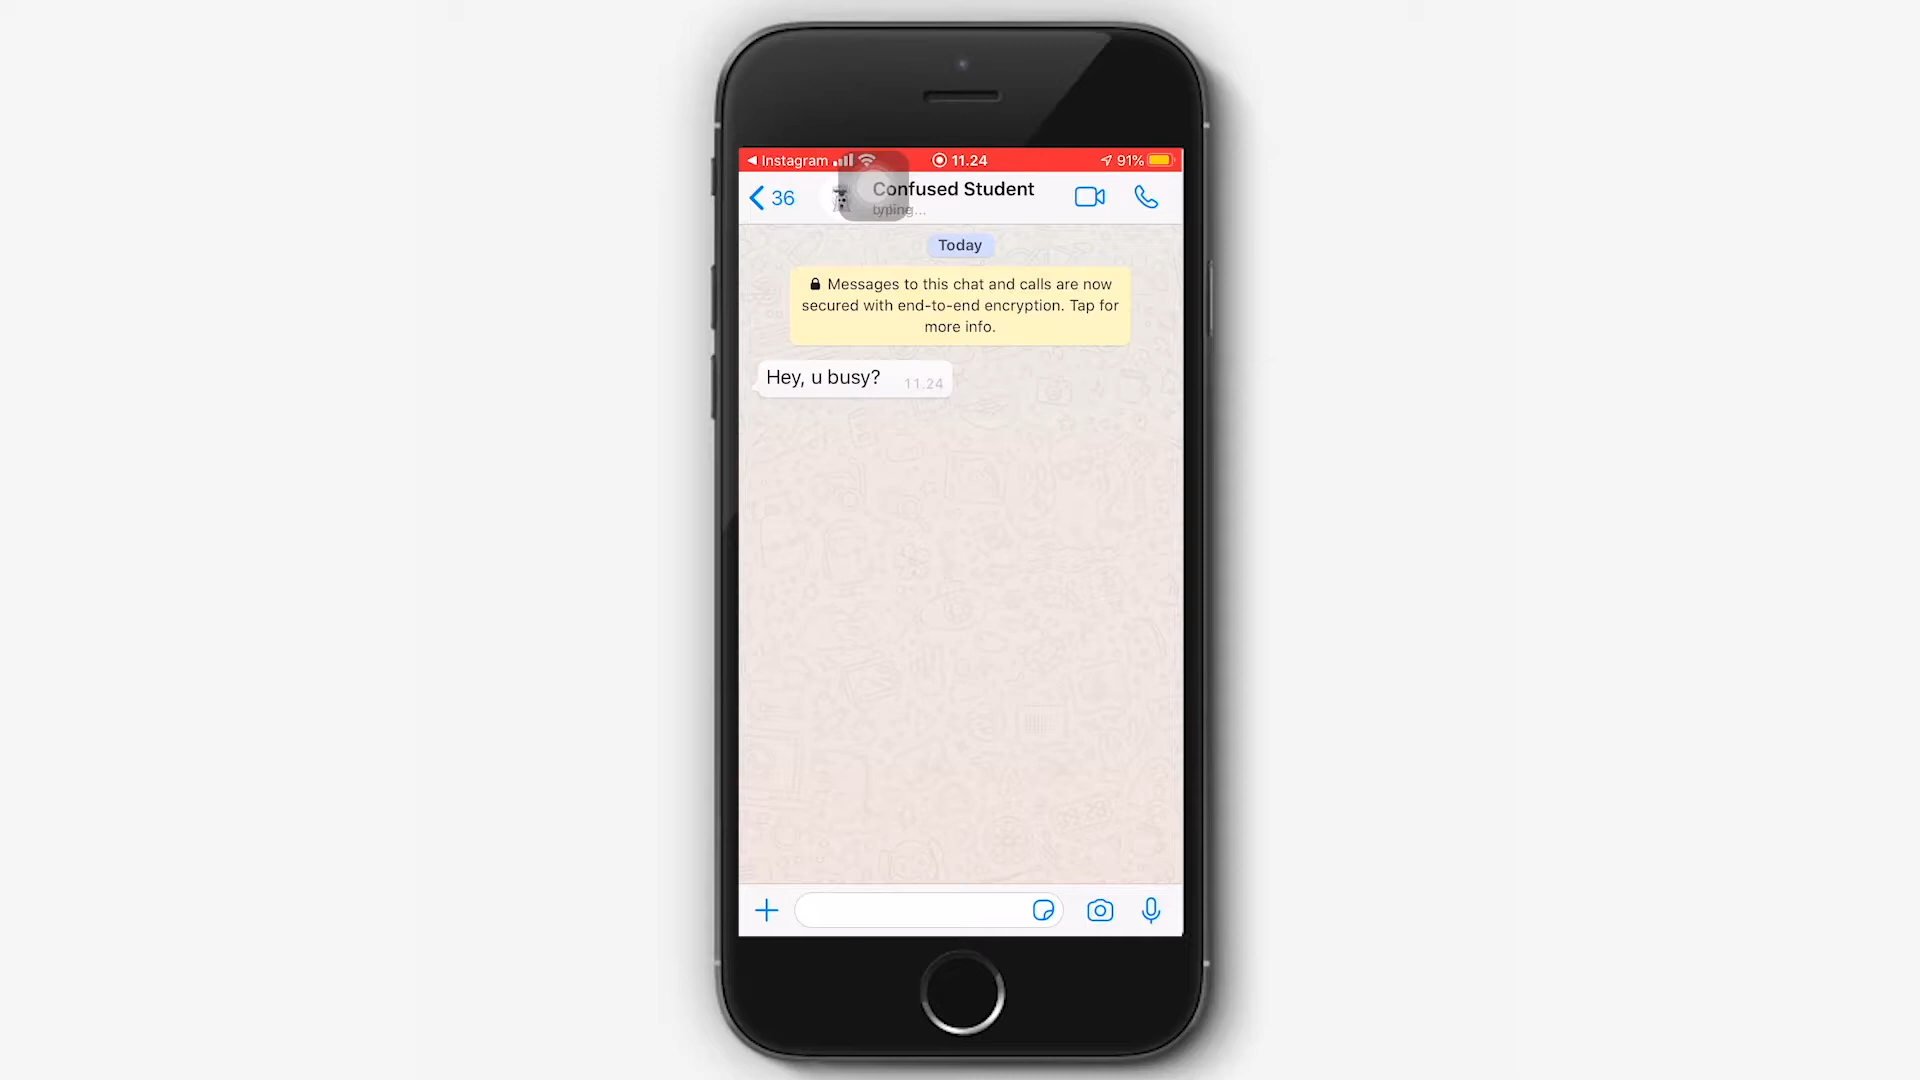 Instagram 11.24 91%
36 Confused Student
typing...
Today
Messages to this chat and calls are now
secured with end-to-end encryption. Tap for
more info.
Hey, u busy? 11.24